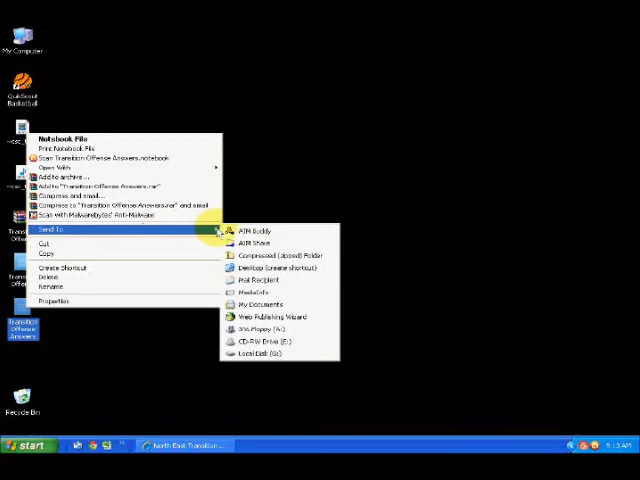 My Computer
QuikScout
Basketball
Notebook File
Print Notebook File
Scan Transition Offense Answers.notebook
Open With
Add to archive...
Add to "Transition Offense Answers.rar"
Compress and email...
Compress to "Transition Offense Answers.rar" and email
Scan with Malwarebytes' Anti-Malware
Send To
Cut
Copy
Create Shortcut
Delete
Rename
Properties
AIM Buddy
AIM Share
Compressed (zipped) Folder
Desktop (create shortcut)
Mail Recipient
MediaInfo
My Documents
Web Publishing Wizard
3½ Floppy (A:)
CD-RW Drive (E:)
Local Disk (G:)
Transition
Offense
Answers
Recycle Bin
start
North East Transition ...
9:13 AM